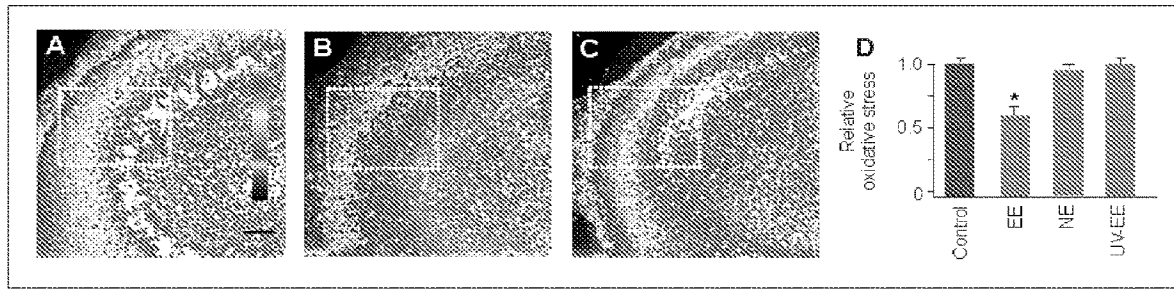 A
B
C
D
Relative
oxidative stress
1.0
0.5
0
Control
EE
NE
UV-EE